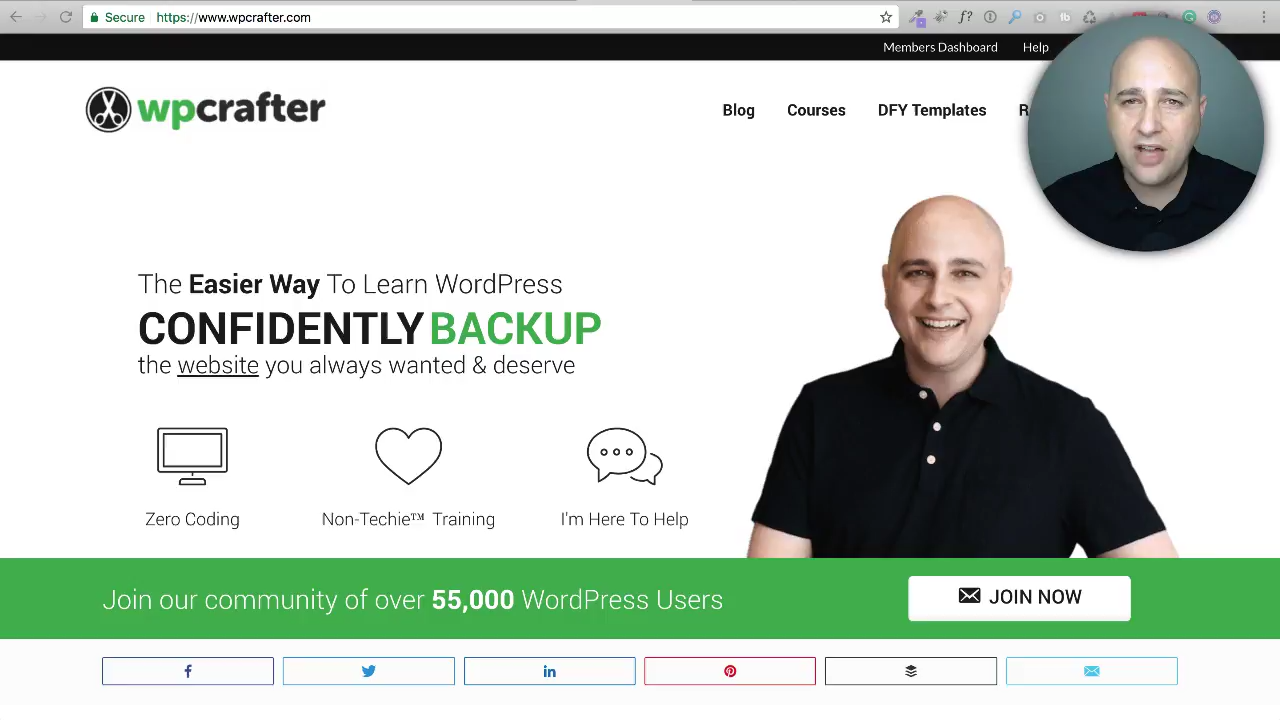 Secure https://www.wpcrafter.com
f?
Members Dashboard Help
wpcrafter
Blog Courses DFY Templates R
The Easier Way To Learn WordPress
CONFIDENTLY BACKUP
the website you always wanted & deserve
Zero Coding Non-Techie™ Training I'm Here To Help
Join our community of over 55,000 WordPress Users
JOIN NOW